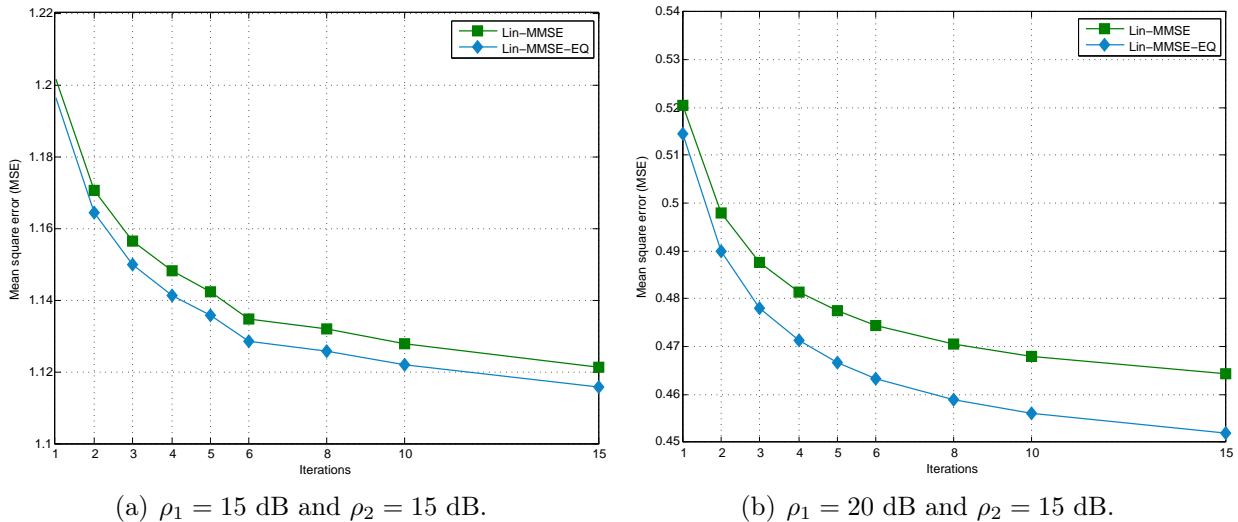 1.22
1.2
1.18
1.16
1.14
1.12
1.1
Mean square error (MSE)
Lin−MMSE
Lin−MMSE−EQ
1 2 3 4 5 6 8 10 15
Iterations
(a) ρ₁ = 15 dB and ρ₂ = 15 dB.
0.54
0.53
0.52
0.51
0.5
0.49
0.48
0.47
0.46
0.45
Mean square error (MSE)
Lin−MMSE
Lin−MMSE−EQ
1 2 3 4 5 6 8 10 15
Iterations
(b) ρ₁ = 20 dB and ρ₂ = 15 dB.